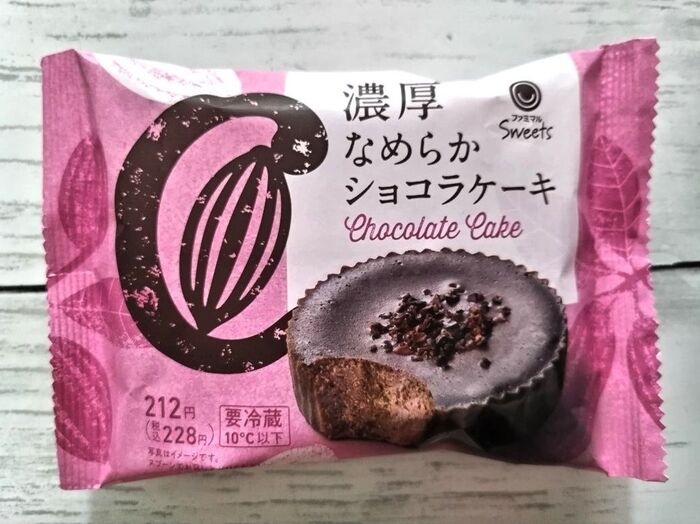 濃厚
なめらか
ショコラケーキ
Chocolate Cake
ファミマル
Sweets
212円
(税込228円)
要冷蔵
10℃以下
写真はイメージです。